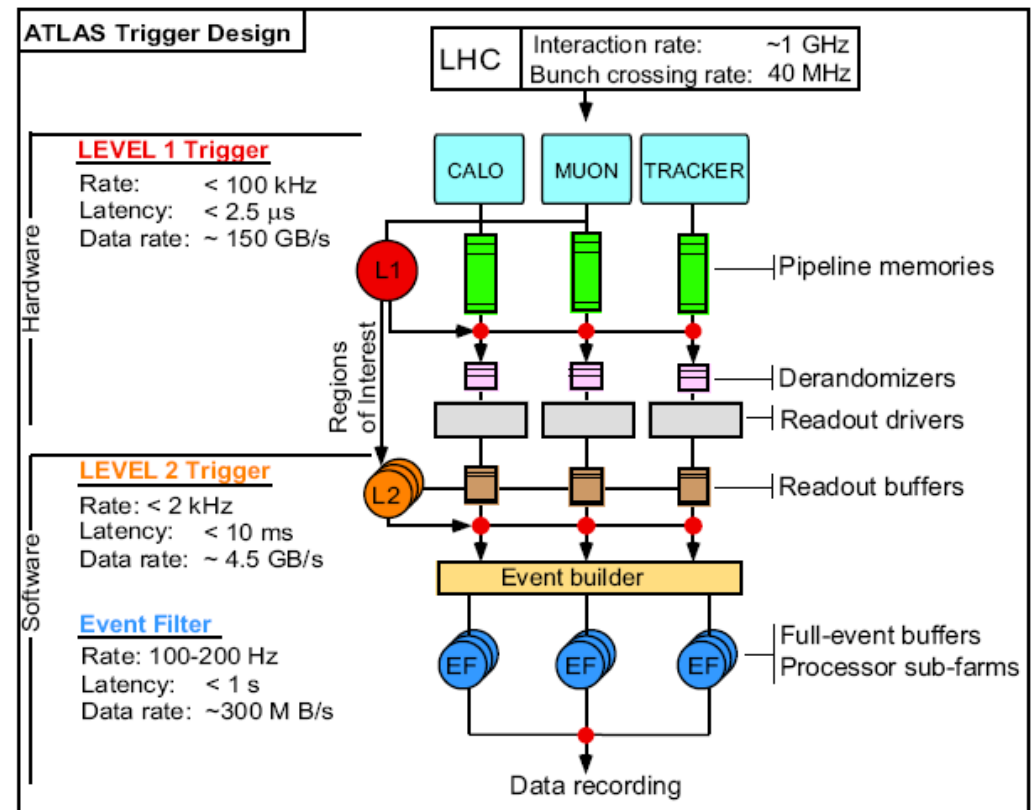 ATLAS Trigger Design
LHC
Interaction rate: ~1 GHz
Bunch crossing rate: 40 MHz
LEVEL 1 Trigger
Rate: < 100 kHz
Latency: < 2.5 μs
Data rate: ~ 150 GB/s
Hardware
CALO
MUON
TRACKER
L1
Pipeline memories
Regions
of Interest
Derandomizers
Readout drivers
LEVEL 2 Trigger
Rate: < 2 kHz
Latency: < 10 ms
Data rate: ~ 4.5 GB/s
Software
L2
Readout buffers
Event builder
Event Filter
Rate: 100-200 Hz
Latency: < 1 s
Data rate: ~300 M B/s
EF
EF
EF
Full-event buffers
Processor sub-farms
Data recording